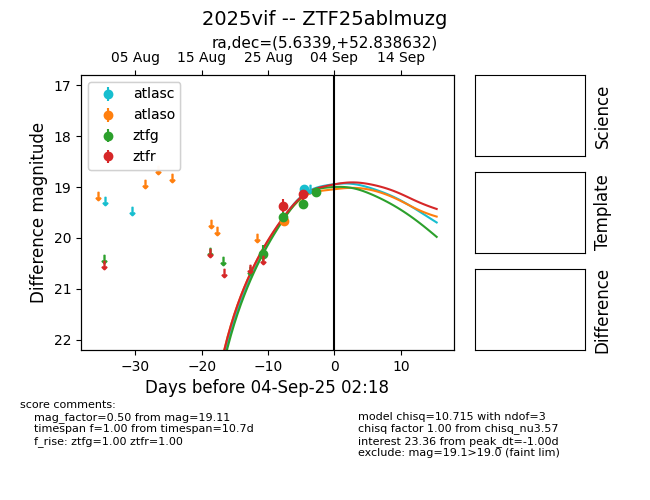 2025vif -- ZTF25ablmuzg
ra,dec=(5.6339,+52.838632)
05 Aug 15 Aug 25 Aug 04 Sep 14 Sep
17
18
19
20
21
22
Difference magnitude
atlasc
atlaso
ztfg
ztfr
−30 −20 −10 0 10
Days before 04-Sep-25 02:18
Science
Template
Difference
score comments:
mag_factor=0.50 from mag=19.11
timespan f=1.00 from timespan=10.7d
f_rise: ztfg=1.00 ztfr=1.00
model chisq=10.715 with ndof=3
chisq factor 1.00 from chisq_nu3.57
interest 23.36 from peak_dt=-1.00d
exclude: mag=19.1>19.0 (faint lim)